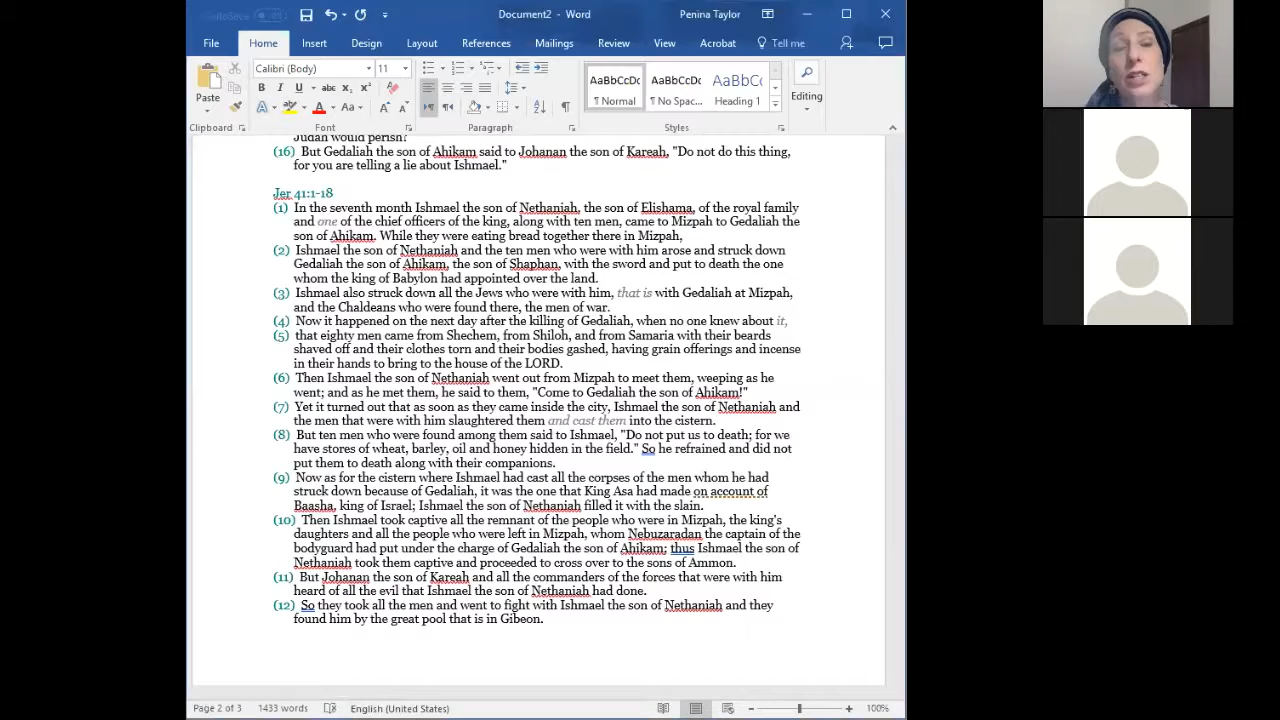 AutoSave
Document2 - Word
Penina Taylor
File Home Insert Design Layout References Mailings Review View Acrobat Tell me
Paste
Calibri (Body) 11
B I U abc x₂ x²
A A Aa A A
AaBbCcDc AaBbCcDc AaBbCc
¶ Normal ¶ No Spac... Heading 1
Editing
Clipboard Font Paragraph Styles
Judah would perish?"
(16) But Gedaliah the son of Ahikam said to Johanan the son of Kareah, "Do not do this thing,
for you are telling a lie about Ishmael."
Jer 41:1-18
(1) In the seventh month Ishmael the son of Nethaniah, the son of Elishama, of the royal family
and one of the chief officers of the king, along with ten men, came to Mizpah to Gedaliah the
son of Ahikam. While they were eating bread together there in Mizpah,
(2) Ishmael the son of Nethaniah and the ten men who were with him arose and struck down
Gedaliah the son of Ahikam, the son of Shaphan, with the sword and put to death the one
whom the king of Babylon had appointed over the land.
(3) Ishmael also struck down all the Jews who were with him, that is with Gedaliah at Mizpah,
and the Chaldeans who were found there, the men of war.
(4) Now it happened on the next day after the killing of Gedaliah, when no one knew about it,
(5) that eighty men came from Shechem, from Shiloh, and from Samaria with their beards
shaved off and their clothes torn and their bodies gashed, having grain offerings and incense
in their hands to bring to the house of the LORD.
(6) Then Ishmael the son of Nethaniah went out from Mizpah to meet them, weeping as he
went; and as he met them, he said to them, "Come to Gedaliah the son of Ahikam!"
(7) Yet it turned out that as soon as they came inside the city, Ishmael the son of Nethaniah and
the men that were with him slaughtered them and cast them into the cistern.
(8) But ten men who were found among them said to Ishmael, "Do not put us to death; for we
have stores of wheat, barley, oil and honey hidden in the field." So he refrained and did not
put them to death along with their companions.
(9) Now as for the cistern where Ishmael had cast all the corpses of the men whom he had
struck down because of Gedaliah, it was the one that King Asa had made on account of
Baasha, king of Israel; Ishmael the son of Nethaniah filled it with the slain.
(10) Then Ishmael took captive all the remnant of the people who were in Mizpah, the king's
daughters and all the people who were left in Mizpah, whom Nebuzaradan the captain of the
bodyguard had put under the charge of Gedaliah the son of Ahikam; thus Ishmael the son of
Nethaniah took them captive and proceeded to cross over to the sons of Ammon.
(11) But Johanan the son of Kareah and all the commanders of the forces that were with him
heard of all the evil that Ishmael the son of Nethaniah had done.
(12) So they took all the men and went to fight with Ishmael the son of Nethaniah and they
found him by the great pool that is in Gibeon.
Page 2 of 3 1433 words English (United States) 100%